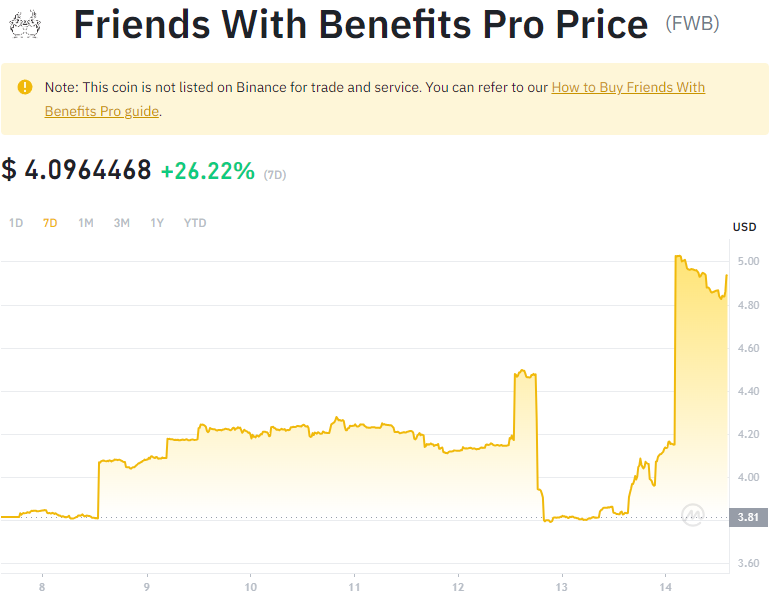 Friends With Benefits Pro Price (FWB)
Note: This coin is not listed on Binance for trade and service. You can refer to our How to Buy Friends With
Benefits Pro guide.
$ 4.0964468 +26.22% (7D)
1D 7D 1M 3M 1Y YTD
USD
5.00
4.80
4.60
4.40
4.20
4.00
3.81
3.60
8 9 10 11 12 13 14